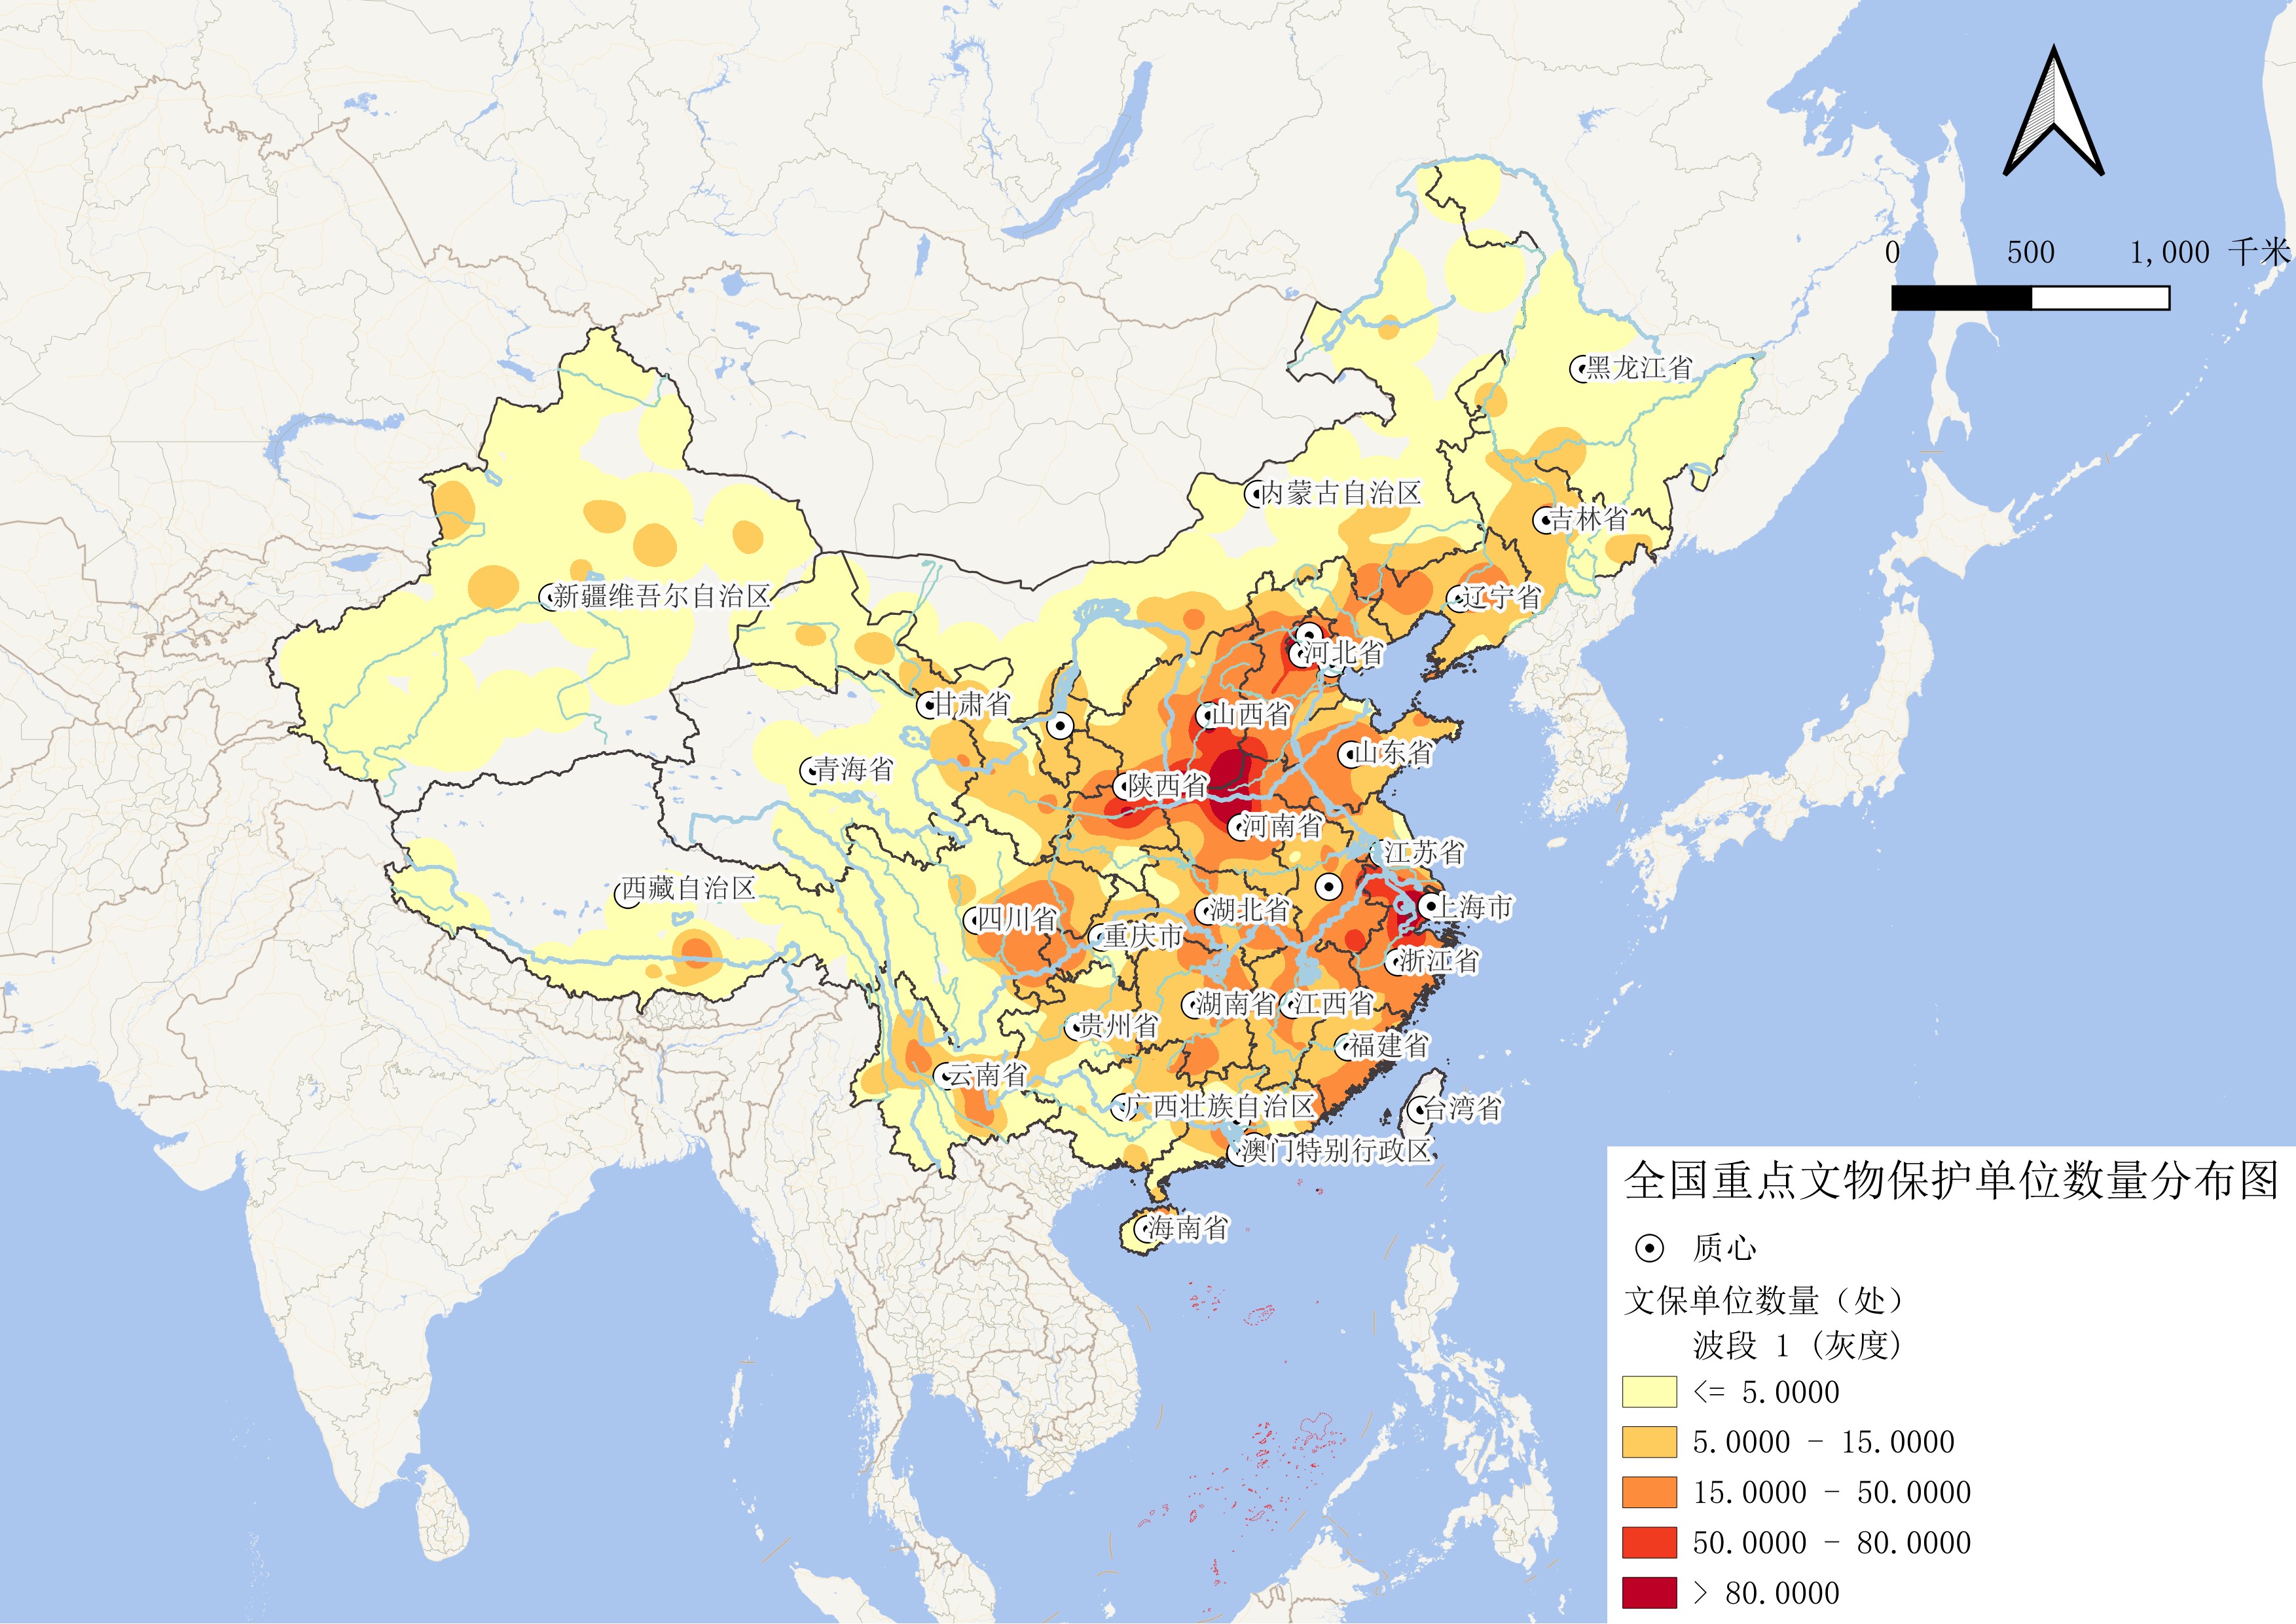 0 500 1,000 千米
黑龙江省
内蒙古自治区
吉林省
新疆维吾尔自治区
辽宁省
河北省
甘肃省
山西省
山东省
青海省
陕西省
河南省
江苏省
西藏自治区
上海市
湖北省
四川省
重庆市
浙江省
湖南省
江西省
贵州省
福建省
云南省
广西壮族自治区
台湾省
澳门特别行政区
海南省
全国重点文物保护单位数量分布图
质心
文保单位数量（处）
波段 1 (灰度)
<= 5.0000
5.0000 - 15.0000
15.0000 - 50.0000
50.0000 - 80.0000
> 80.0000